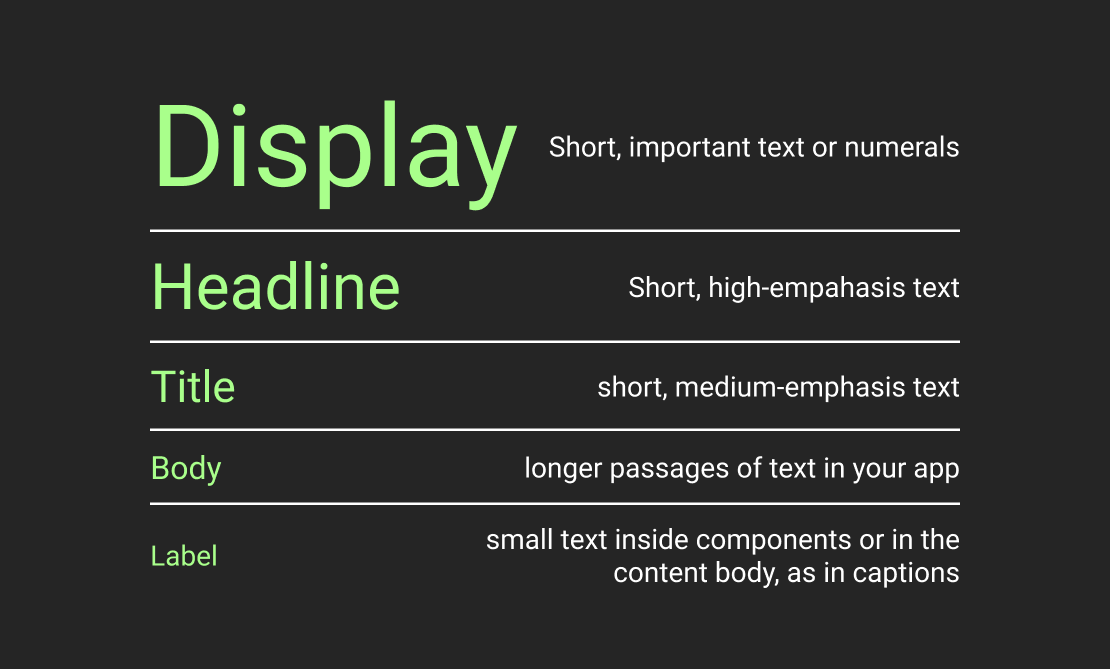 Display
Short, important text or numerals
Headline
Short, high-empahasis text
Title
short, medium-emphasis text
Body
longer passages of text in your app
Label
small text inside components or in the
content body, as in captions